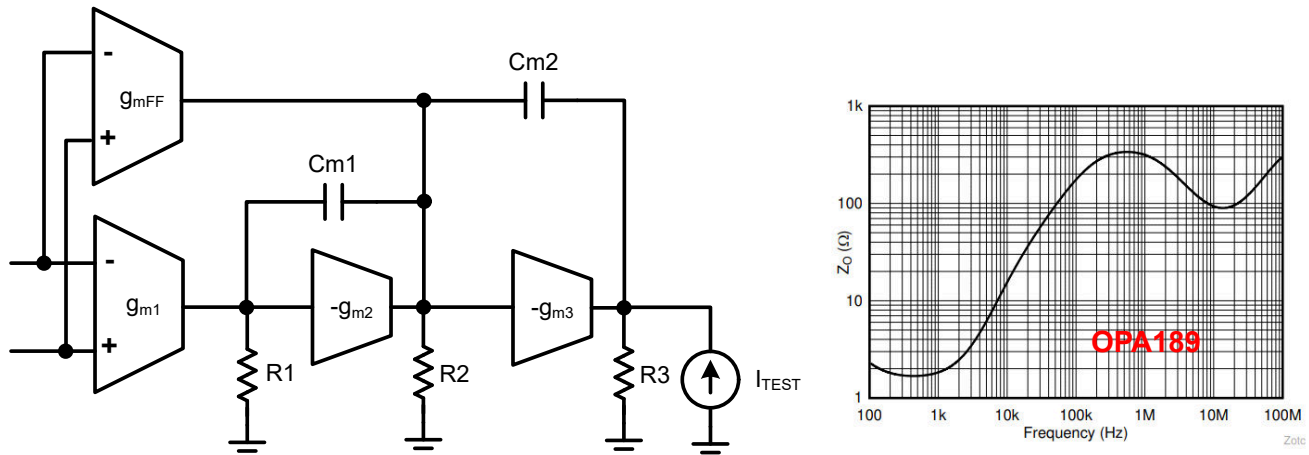 -
gmFF
+
Cm2
Cm1
-
gm1
+
-gm2
-gm3
R1
R2
R3
ITEST
1k
100
10
1
ZO (Ω)
OPA189
100 1k 10k 100k 1M 10M 100M
Frequency (Hz)
Zotc